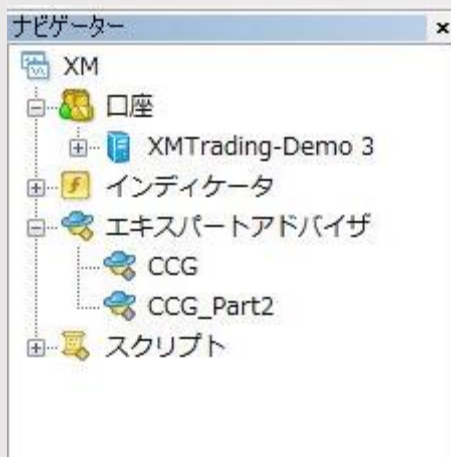 ナビゲーター
XM
口座
XMTrading-Demo 3
インディケータ
エキスパートアドバイザ
CCG
CCG_Part2
スクリプト